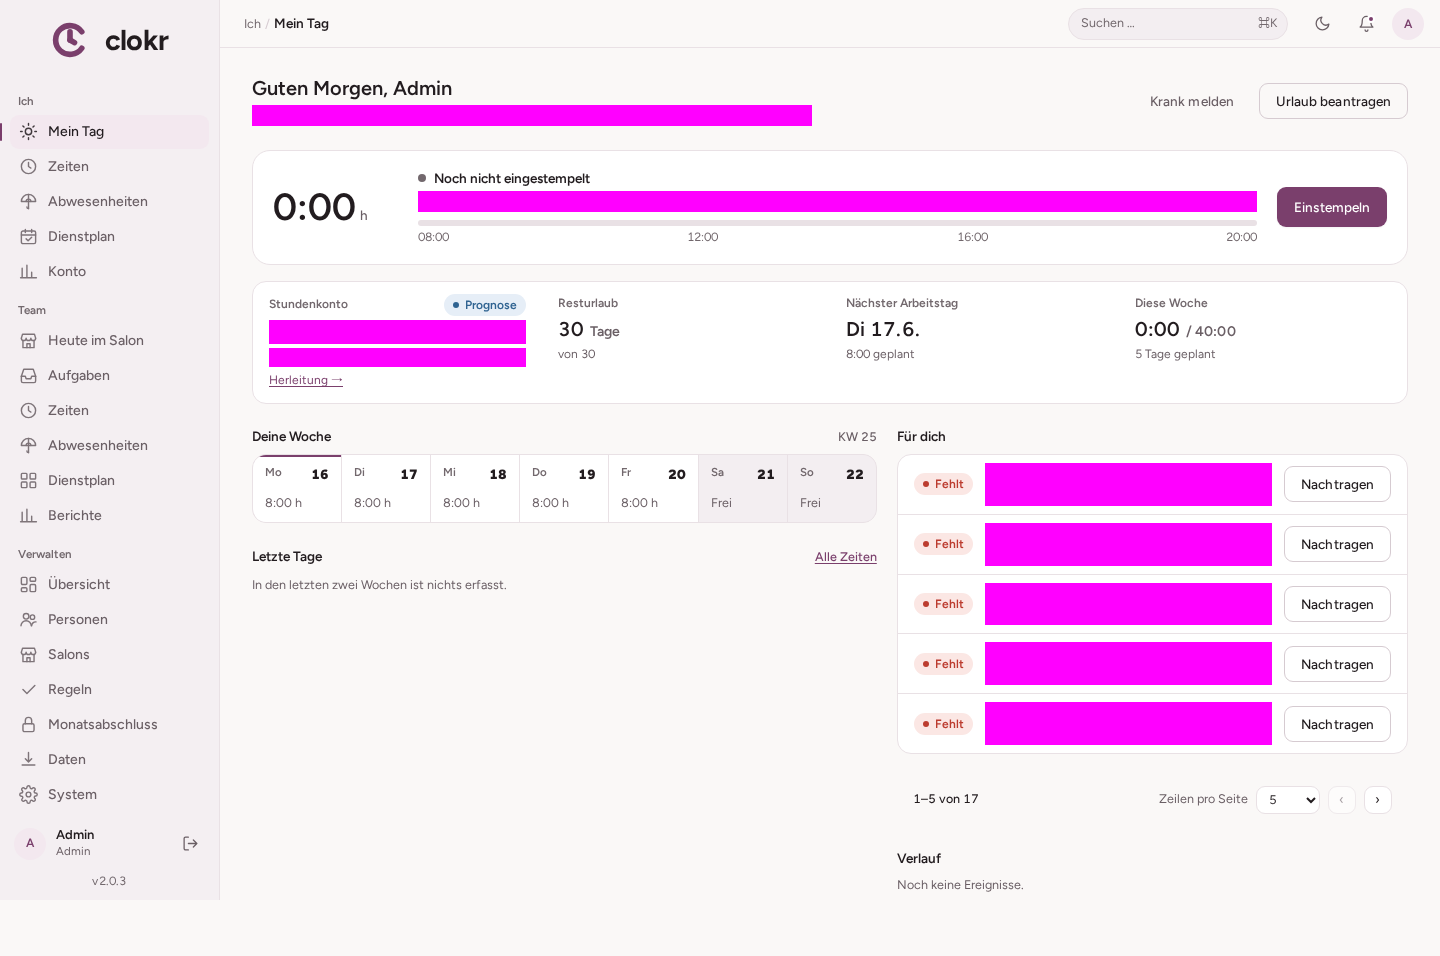 clokr
Ich
Mein Tag
Zeiten
Abwesenheiten
Dienstplan
Konto
Team
Heute im Salon
Aufgaben
Zeiten
Abwesenheiten
Dienstplan
Berichte
Verwalten
Übersicht
Personen
Salons
Regeln
Monatsabschluss
Daten
System
A
Admin
Admin
v2.0.3
Ich / Mein Tag
Suchen ... ⌘K
A
Guten Morgen, Admin
Krank melden
Urlaub beantragen
0:00 h
Noch nicht eingestempelt
08:00 12:00 16:00 20:00
Einstempeln
Stundenkonto
Prognose
Herleitung →
Resturlaub
30 Tage
von 30
Nächster Arbeitstag
Di 17.6.
8:00 geplant
Diese Woche
0:00 / 40:00
5 Tage geplant
Deine Woche KW 25
Mo 16 Di 17 Mi 18 Do 19 Fr 20 Sa 21 So 22
8:00 h 8:00 h 8:00 h 8:00 h 8:00 h Frei Frei
Letzte Tage Alle Zeiten
In den letzten zwei Wochen ist nichts erfasst.
Für dich
Fehlt Nachtragen
Fehlt Nachtragen
Fehlt Nachtragen
Fehlt Nachtragen
Fehlt Nachtragen
1–5 von 17 Zeilen pro Seite 5 ‹ ›
Verlauf
Noch keine Ereignisse.